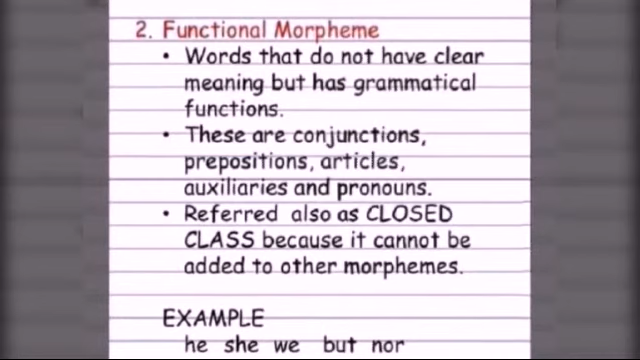 2. Functional Morpheme
• Words that do not have clear
meaning but has grammatical
functions.
• These are conjunctions,
prepositions, articles,
auxiliaries and pronouns.
• Referred also as CLOSED
CLASS because it cannot be
added to other morphemes.
EXAMPLE
he she we but nor